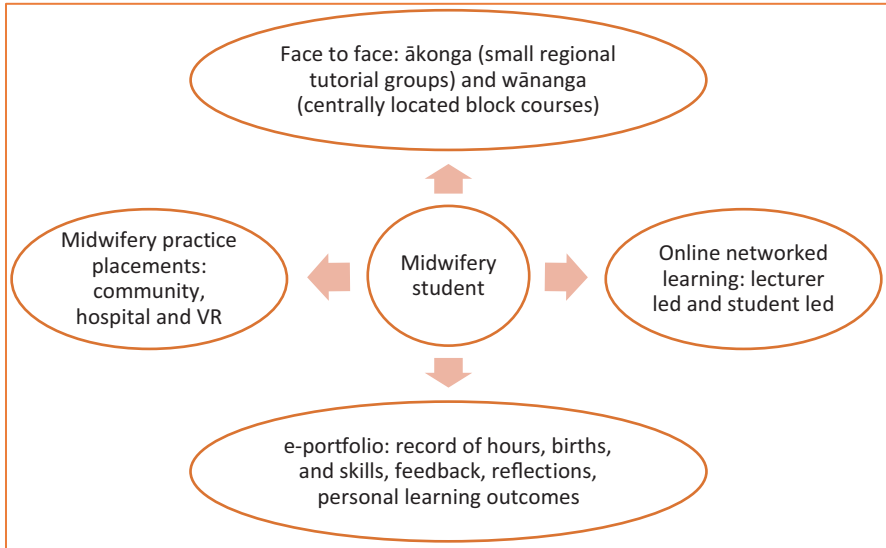 Face to face: ākonga (small regional
tutorial groups) and wānanga
(centrally located block courses)
Midwifery practice
placements:
community,
hospital and VR
Midwifery
student
Online networked
learning: lecturer
led and student led
e-portfolio: record of hours, births,
and skills, feedback, reflections,
personal learning outcomes